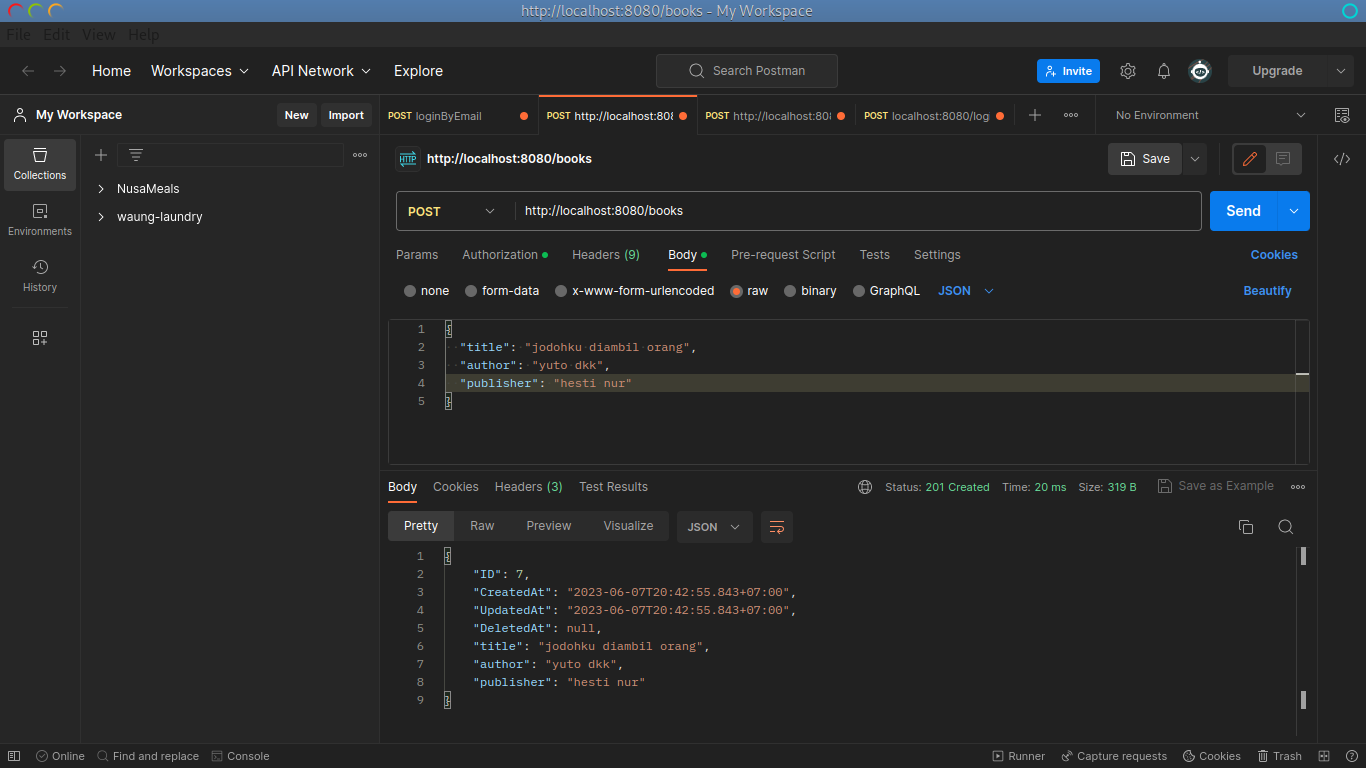 http://localhost:8080/books - My Workspace
File Edit View Help
Home Workspaces API Network Explore Search Postman Invite Upgrade
My Workspace New Import POST loginByEmail POST http://localhost:808 POST http://localhost:808 POST localhost:8080/logi No Environment
Collections
Environments
History
NusaMeals
waung-laundry
HTTP http://localhost:8080/books Save
POST http://localhost:8080/books Send
Params Authorization Headers (9) Body Pre-request Script Tests Settings Cookies
none form-data x-www-form-urlencoded raw binary GraphQL JSON Beautify
1 {
2 "title": "jodohku diambil orang",
3 "author": "yuto dkk",
4 "publisher": "hesti nur"
5 }
Body Cookies Headers (3) Test Results Status: 201 Created Time: 20 ms Size: 319 B Save as Example
Pretty Raw Preview Visualize JSON
1 {
2 "ID": 7,
3 "CreatedAt": "2023-06-07T20:42:55.843+07:00",
4 "UpdatedAt": "2023-06-07T20:42:55.843+07:00",
5 "DeletedAt": null,
6 "title": "jodohku diambil orang",
7 "author": "yuto dkk",
8 "publisher": "hesti nur"
9 }
Online Find and replace Console Runner Capture requests Cookies Trash